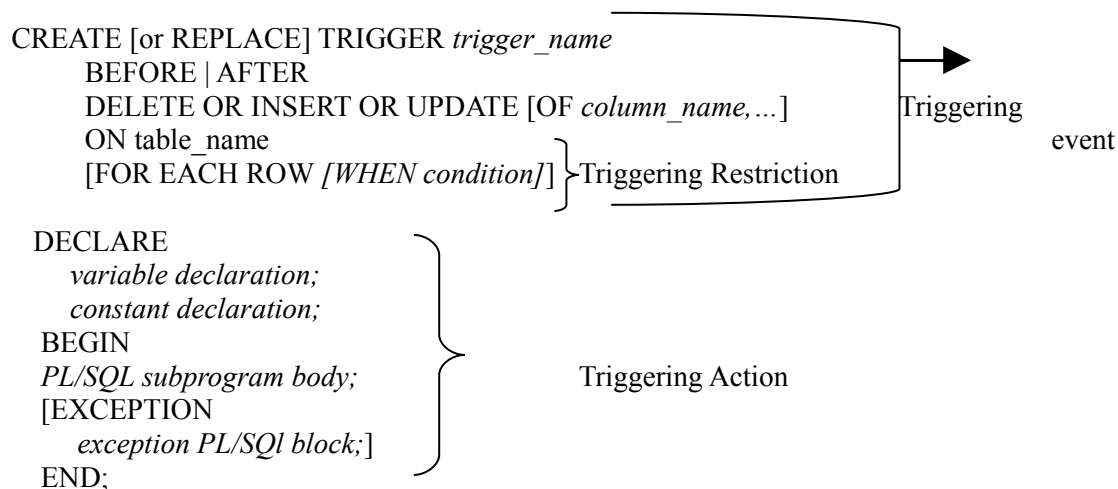 CREATE [or REPLACE] TRIGGER trigger_name
BEFORE | AFTER
DELETE OR INSERT OR UPDATE [OF column_name,…] Triggering
ON table_name event
[FOR EACH ROW [WHEN condition]] Triggering Restriction
DECLARE
variable declaration;
constant declaration;
BEGIN
PL/SQL subprogram body; Triggering Action
[EXCEPTION
exception PL/SQl block;]
END;